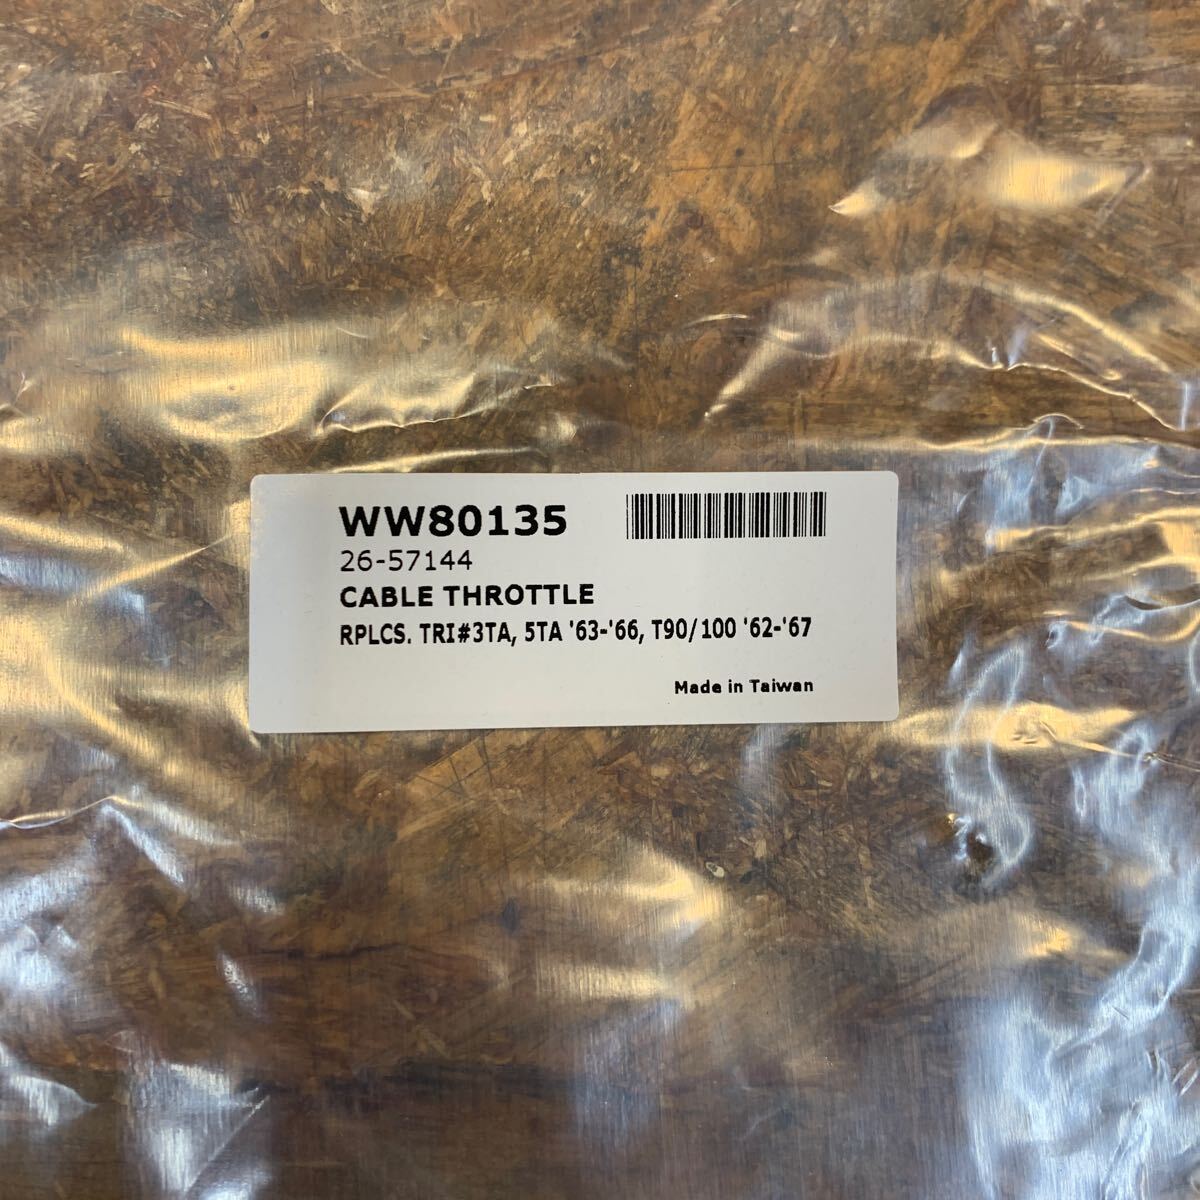 WW80135
26-57144
CABLE THROTTLE
RPLCS. TRI#3TA, 5TA '63-'66, T90/100 '62-'67
Made in Taiwan